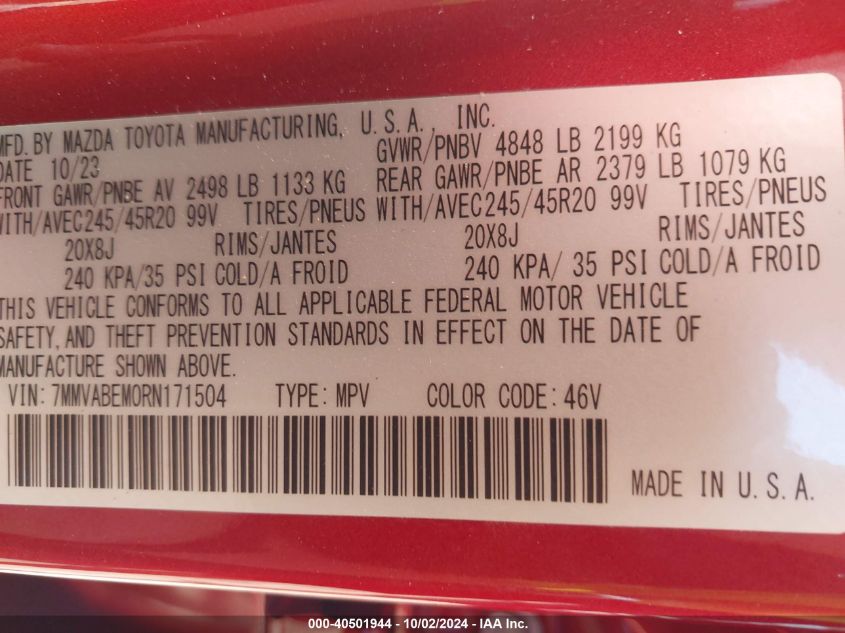 MFD. BY MAZDA TOYOTA MANUFACTURING, U.S.A., INC.
DATE 10/23 GVWR/PNBV 4848 LB 2199 KG
FRONT GAWR/PNBE AV 2498 LB 1133 KG REAR GAWR/PNBE AR 2379 LB 1079 KG
WITH/AVEC245/45R20 99V TIRES/PNEUS WITH/AVEC245/45R20 99V TIRES/PNEUS
20X8J RIMS/JANTES 20X8J RIMS/JANTES
240 KPA/35 PSI COLD/A FROID 240 KPA/ 35 PSI COLD/A FROID
THIS VEHICLE CONFORMS TO ALL APPLICABLE FEDERAL MOTOR VEHICLE
SAFETY, AND THEFT PREVENTION STANDARDS IN EFFECT ON THE DATE OF
MANUFACTURE SHOWN ABOVE.
VIN: 7MMVABEM0RN171504 TYPE: MPV COLOR CODE: 46V
MADE IN U.S.A.
000-40501944 - 10/02/2024 - IAA Inc.